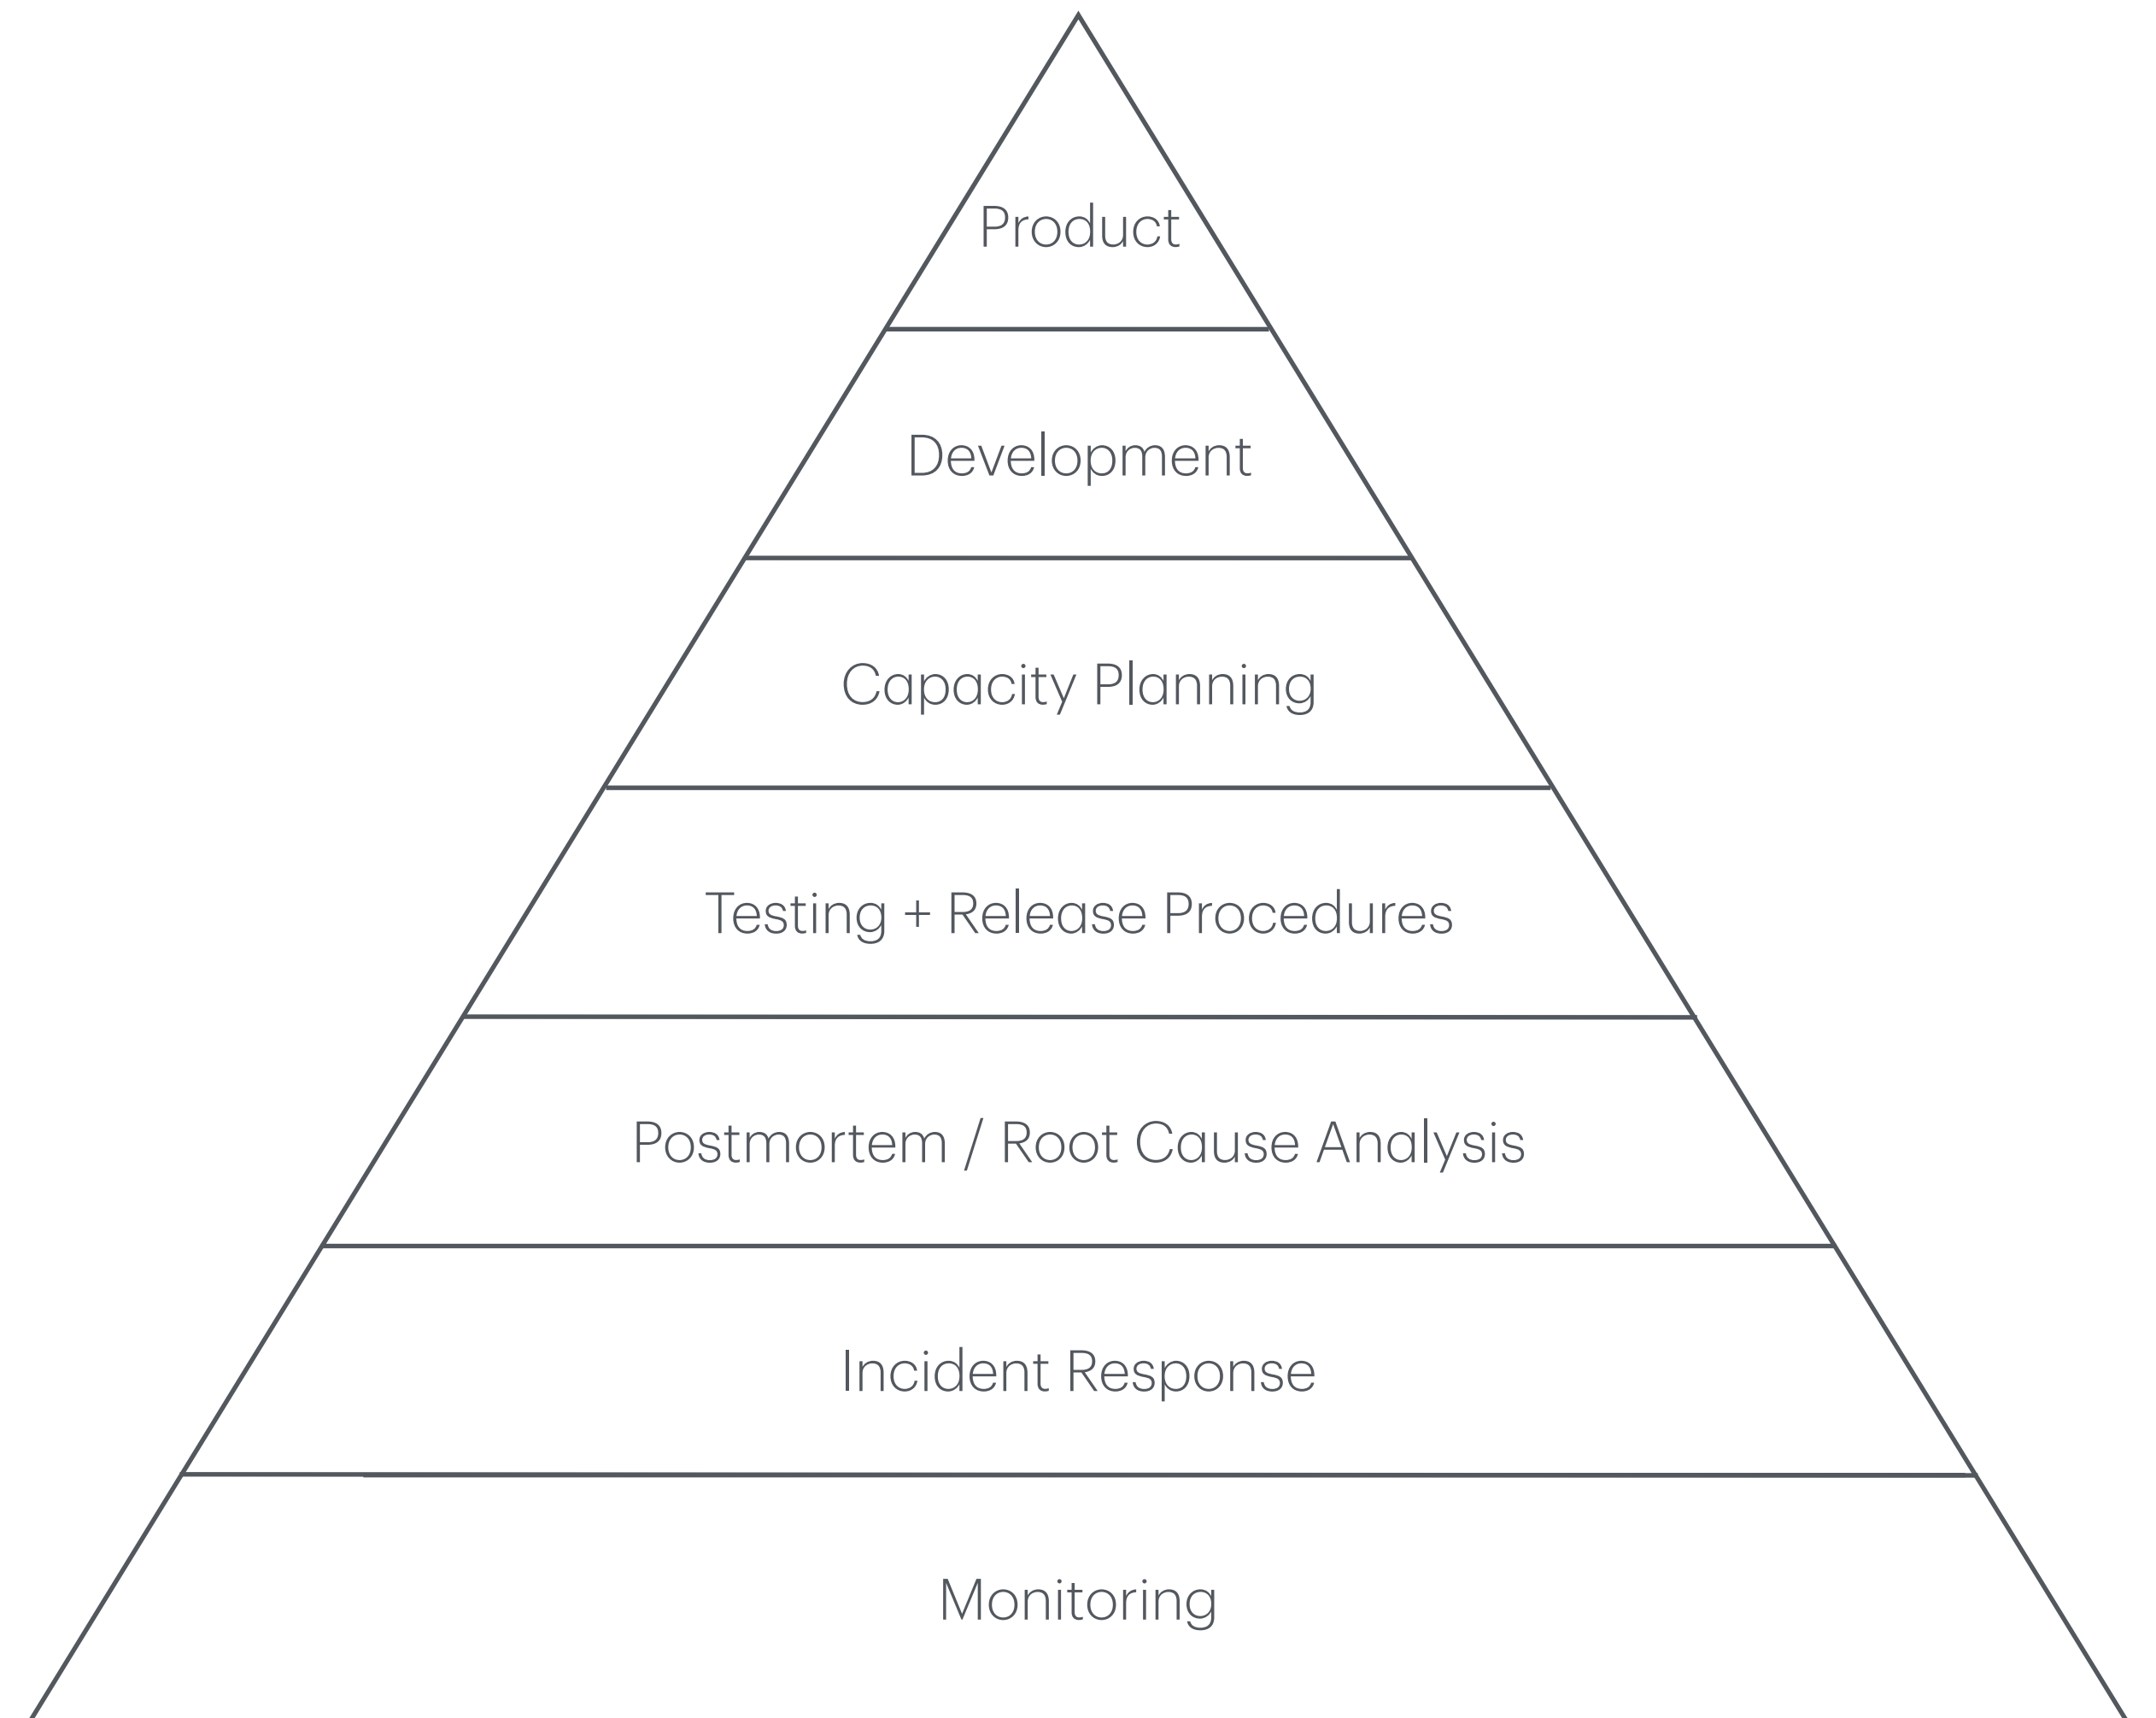 Product
Development
Capacity Planning
Testing + Release Procedures
Postmortem / Root Cause Analysis
Incident Response
Monitoring